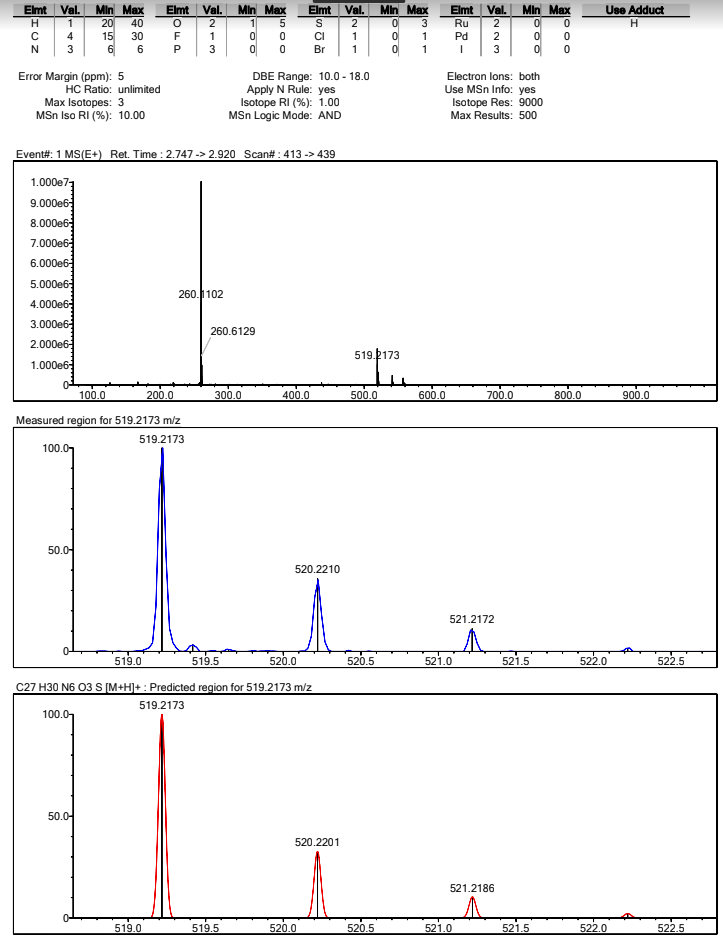 Elmt Val. Min Max Elmt Val. Min Max Elmt Val. Min Max Elmt Val. Min Max Use Adduct
H 1 20 40 O 2 1 5 S 2 0 3 Ru 2 0 0 H
C 4 15 30 F 1 0 0 Cl 1 0 1 Pd 2 0 0
N 3 6 6 P 3 0 0 Br 1 0 1 I 3 0 0
Error Margin (ppm): 5 DBE Range: 10.0 - 18.0 Electron Ions: both
HC Ratio: unlimited Apply N Rule: yes Use MSn Info: yes
Max Isotopes: 3 Isotope RI (%): 1.00 Isotope Res: 9000
MSn Iso RI (%): 10.00 MSn Logic Mode: AND Max Results: 500
Event#: 1 MS(E+) Ret. Time : 2.747 -> 2.920 Scan# : 413 -> 439
1.000e7
9.000e6
8.000e6
7.000e6
6.000e6
5.000e6
260.1102
4.000e6
3.000e6
260.6129
2.000e6
519.2173
1.000e6
0
100.0 200.0 300.0 400.0 500.0 600.0 700.0 800.0 900.0
Measured region for 519.2173 m/z
519.2173
100.0
520.2210
50.0
521.2172
0
519.0 519.5 520.0 520.5 521.0 521.5 522.0 522.5
C27 H30 N6 O3 S [M+H]+ : Predicted region for 519.2173 m/z
519.2173
100.0
520.2201
50.0
521.2186
0
519.0 519.5 520.0 520.5 521.0 521.5 522.0 522.5